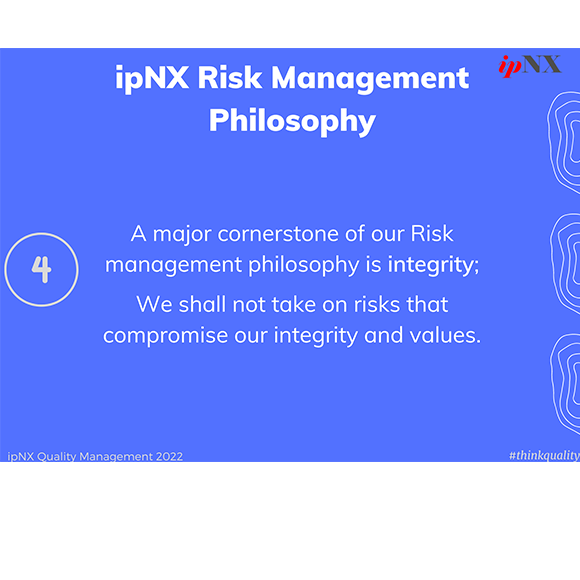 ipNX
ipNX Risk Management
Philosophy
4
A major cornerstone of our Risk
management philosophy is integrity;
We shall not take on risks that
compromise our integrity and values.
ipNX Quality Management 2022
#thinkquality